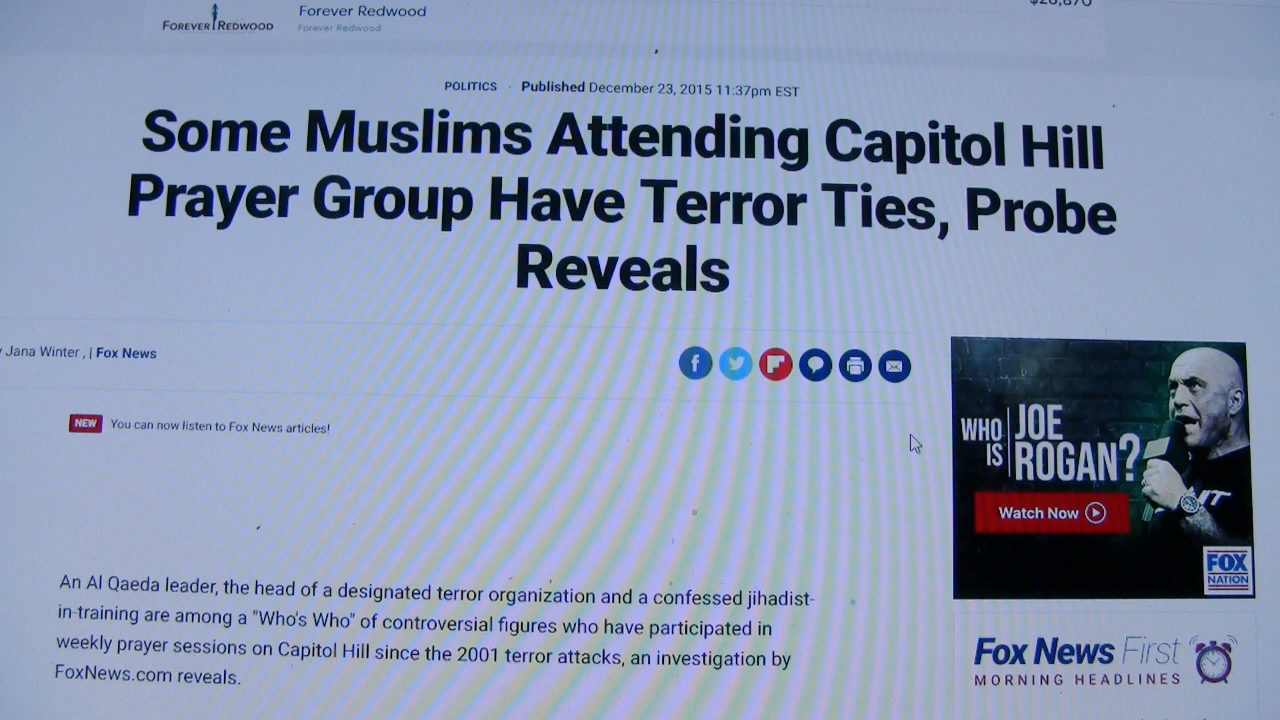 FOREVER REDWOOD
Forever Redwood
Forever Redwood
POLITICS · Published December 23, 2015 11:37pm EST
Some Muslims Attending Capitol Hill
Prayer Group Have Terror Ties, Probe
Reveals
Jana Winter , | Fox News
NEW You can now listen to Fox News articles!
WHO IS JOE ROGAN?
Watch Now
FOX
NATION
An Al Qaeda leader, the head of a designated terror organization and a confessed jihadist-
in-training are among a "Who's Who" of controversial figures who have participated in
weekly prayer sessions on Capitol Hill since the 2001 terror attacks, an investigation by
FoxNews.com reveals.
Fox News First
MORNING HEADLINES